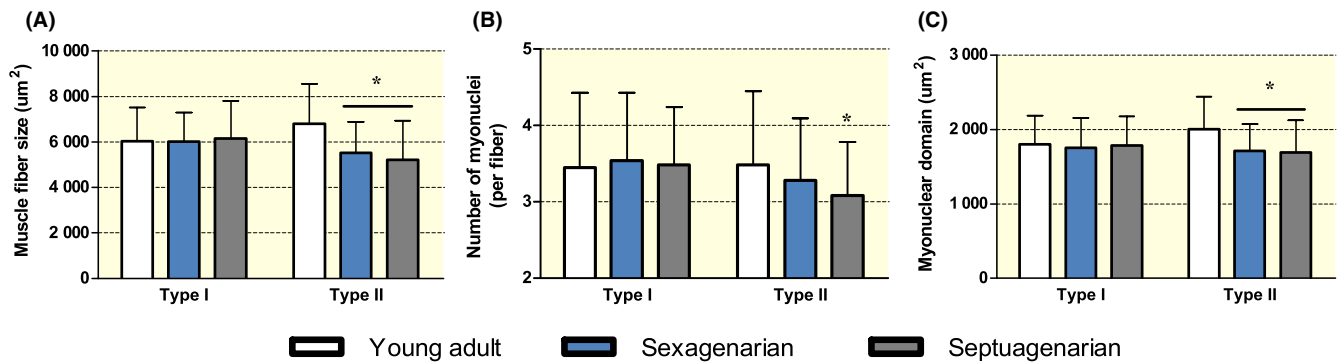 (A)
Muscle fiber size (um²)
10 000
8 000
6 000
4 000
2 000
0
*
Type I
Type II
(B)
Number of myonuclei
(per fiber)
5
4
3
2
*
Type I
Type II
(C)
Myonuclear domain (um²)
3 000
2 000
1 000
0
*
Type I
Type II
Young adult
Sexagenarian
Septuagenarian